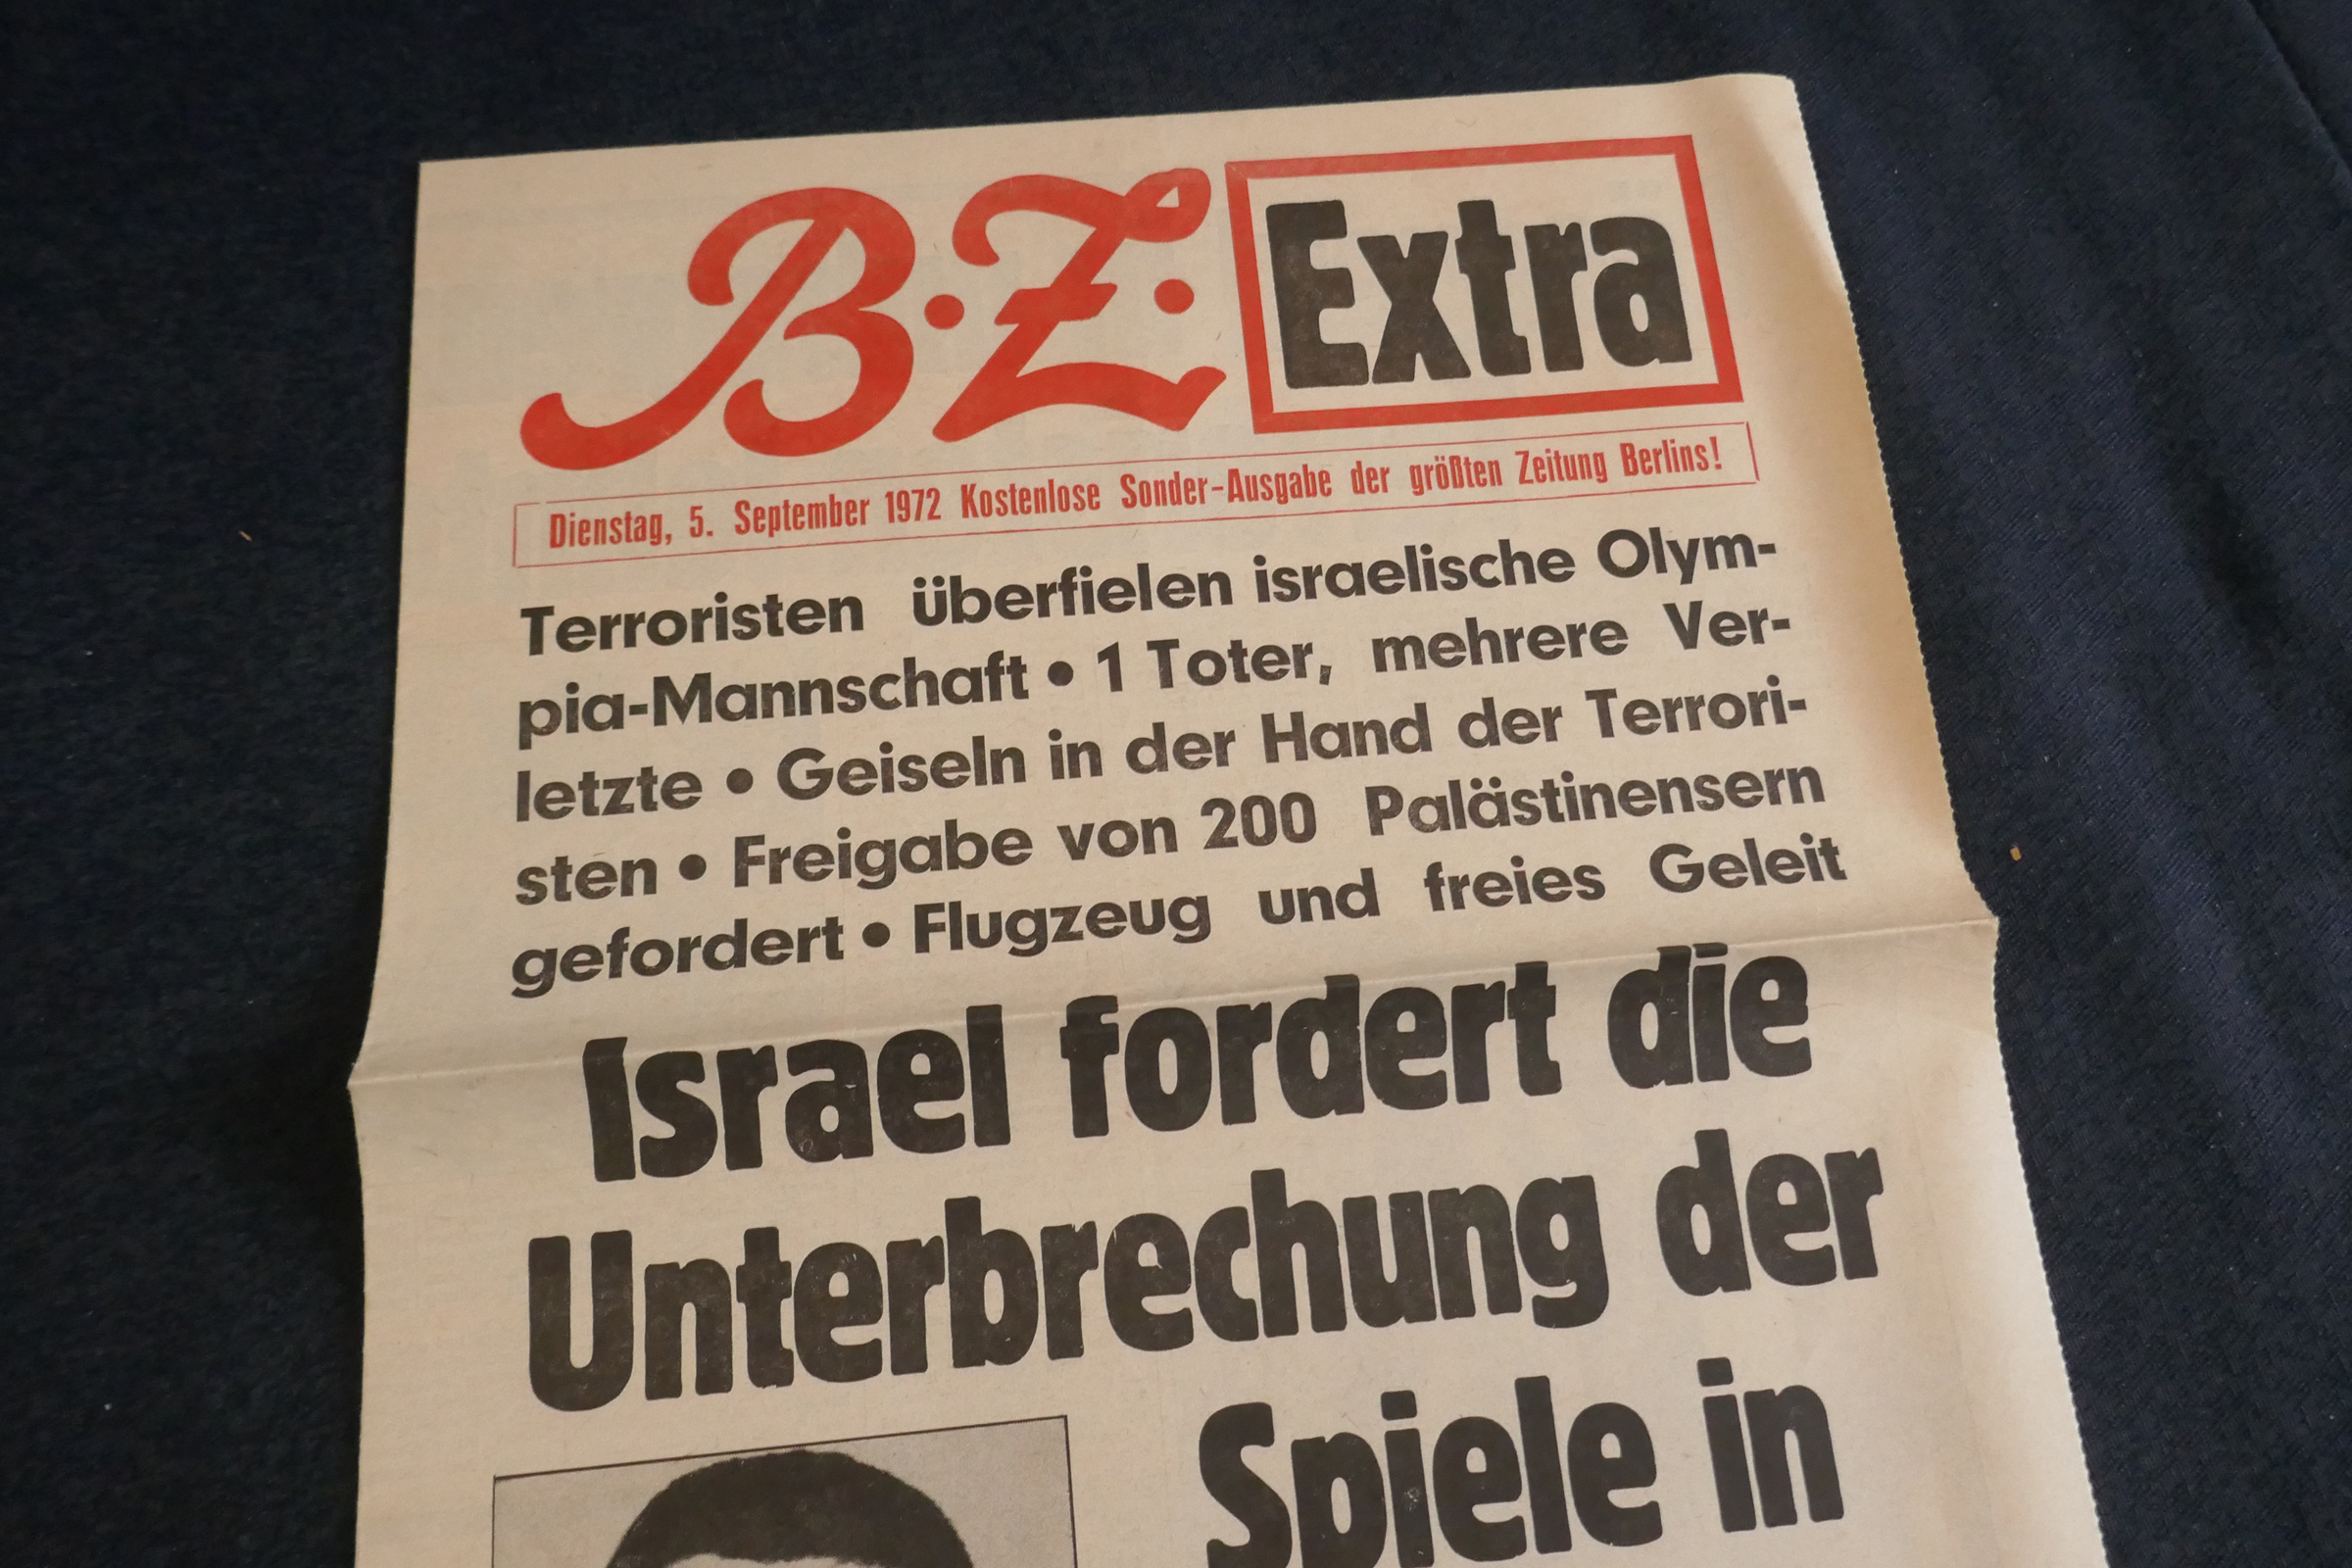 B.Z. Extra
Dienstag, 5. September 1972 Kostenlose Sonder-Ausgabe der größten Zeitung Berlins!
Terroristen überfielen israelische Olym-
pia-Mannschaft • 1 Toter, mehrere Ver-
letzte • Geiseln in der Hand der Terrori-
sten • Freigabe von 200 Palästinensern
gefordert • Flugzeug und freies Geleit
Israel fordert die
Unterbrechung der
Spiele in